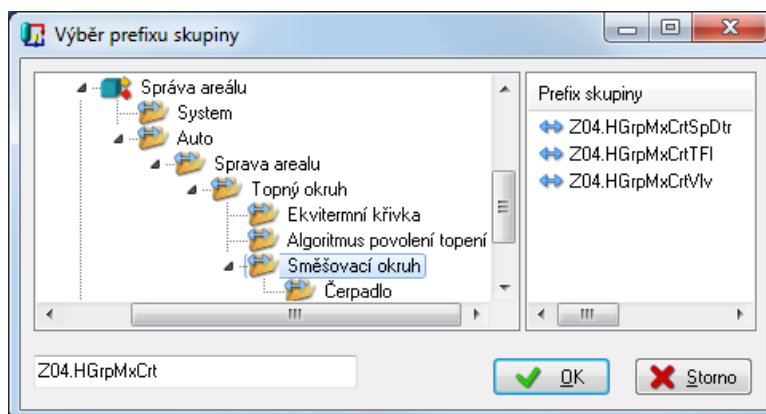 Výběr prefixu skupiny
Správa areálu
System
Auto
Sprava arealu
Topný okruh
Ekvitermní křivka
Algoritmus povolení topení
Směšovací okruh
Čerpadlo
Prefix skupiny
Z04.HGrpMxCrtSpDtr
Z04.HGrpMxCrtTFl
Z04.HGrpMxCrtVlv
Z04.HGrpMxCrt
OK
Storno